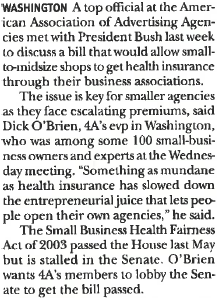 WASHINGTON A top official at the Amer-
ican Association of Advertising Agen-
cies met with President Bush last week
to discuss a bill that would allow small-
to-midsize shops to get health insurance
through their business associations.
The issue is key for smaller agencies
as they face escalating premiums, said
Dick O'Brien, 4A's evp in Washington,
who was among some 100 small-busi-
ness owners and experts at the Wednes-
day meeting. "Something as mundane
as health insurance has slowed down
the entrepreneurial juice that lets peo-
ple open their own agencies," he said.
The Small Business Health Fairness
Act of 2003 passed the House last May
but is stalled in the Senate. O'Brien
wants 4A's members to lobby the Sen-
ate to get the bill passed.